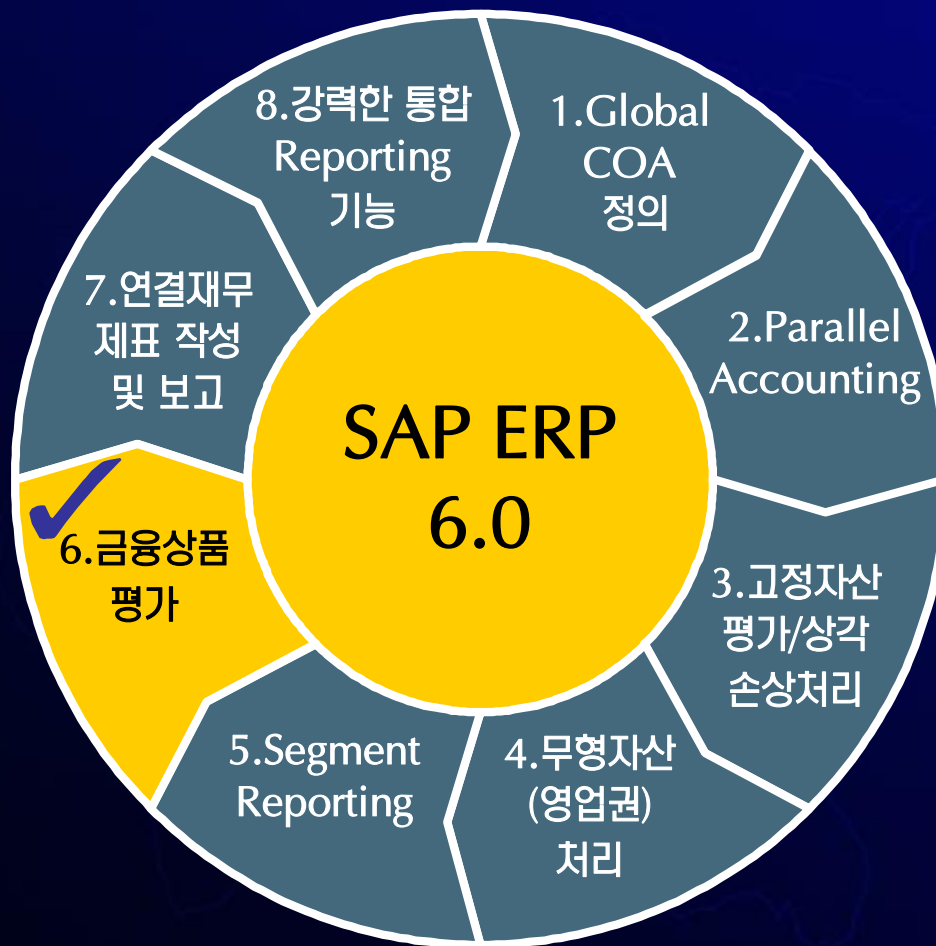 8.강력한 통합
Reporting
기능
1.Global
COA
정의
7.연결재무
제표 작성
및 보고
2.Parallel
Accounting
SAP ERP
6.0
6.금융상품
평가
3.고정자산
평가/상각
손상처리
5.Segment
Reporting
4.무형자산
(영업권)
처리